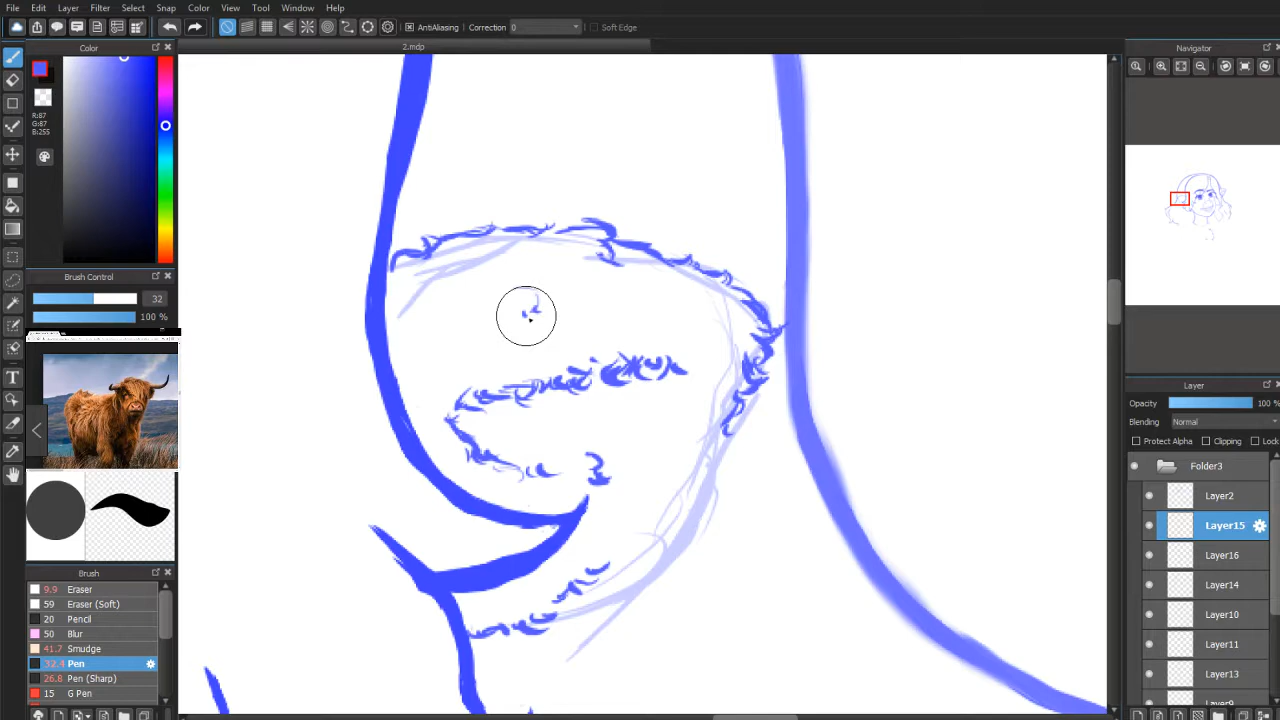 File Edit Layer Filter Select Snap Color View Tool Window Help
AntiAliasing Correction 0 Soft Edge
2.mdp
Color
R:87
G:87
B:255
Brush Control
32
100 %
Brush
9.9 Eraser
59 Eraser (Soft)
20 Pencil
50 Blur
41.7 Smudge
32.4 Pen
26.8 Pen (Sharp)
15 G Pen
Navigator
Layer
Opacity 100 %
Blending Normal
Protect Alpha Clipping Lock
Folder3
Layer2
Layer15
Layer16
Layer14
Layer10
Layer11
Layer13
Layer9